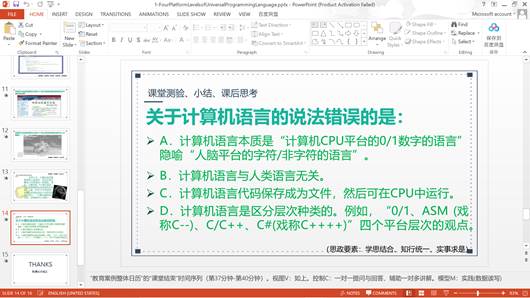 1-FourPlatformLevelsofUniversalProgrammingLanguage.pptx - PowerPoint (Product Activation Failed)
FILE HOME INSERT DESIGN TRANSITIONS ANIMATIONS SLIDE SHOW REVIEW VIEW 百度网盘 Microsoft account
Cut
Copy
Format Painter
Paste
New
Slide
Layout
Reset
Section
Text Direction
Align Text
Convert to SmartArt
Arrange
Quick
Styles
Shape Fill
Shape Outline
Shape Effects
Find
Replace
Select
保存到
百度网盘
Clipboard Slides Font Paragraph Drawing Editing 保存
11
12
13
14
15
THANKS
课堂测验、小结、课后思考
关于计算机语言的说法错误的是:
A. 计算机语言本质是“计算机CPU平台的0/1数字的语言”
隐喻“人脑平台的字符/非字符的语言”。
B. 计算机语言与人类语言无关。
C. 计算机语言代码保存成为文件，然后可在CPU中运行。
D. 计算机语言是区分层次种类的。例如，“0/1、ASM (戏
称C--)、C/C++、C#(戏称C++++)”四个平台层次的观点。
(思政要素：学思结合、知行统一、实事求是)
“教育案例整体日历”的“课堂结束”时间序列（第37分钟-第40分钟）。视图V：如上。控制C：一对一提问与回答、辅助一对多讲解。模型M：实践(数据读写)
SLIDE 14 OF 16 ENGLISH (UNITED STATES) NOTES COMMENTS 93%